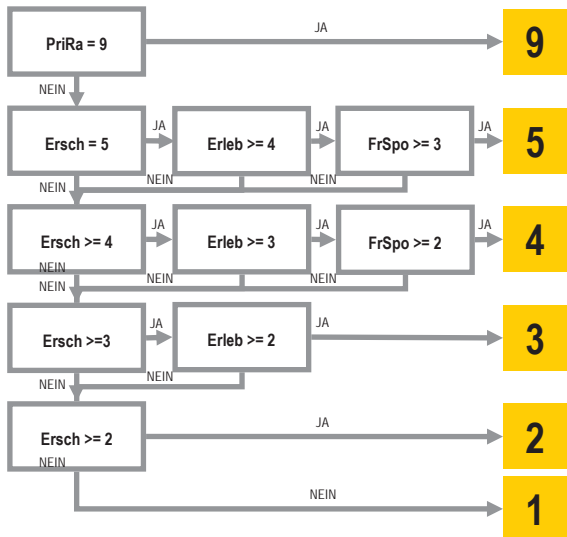 PriRa = 9
JA
9
NEIN
Ersch = 5
JA
Erleb >= 4
JA
FrSpo >= 3
JA
5
NEIN
NEIN
NEIN
Ersch >= 4
JA
Erleb >= 3
JA
FrSpo >= 2
JA
4
NEIN
NEIN
NEIN
NEIN
Ersch >=3
JA
Erleb >= 2
JA
3
NEIN
NEIN
Ersch >= 2
JA
2
NEIN
NEIN
1